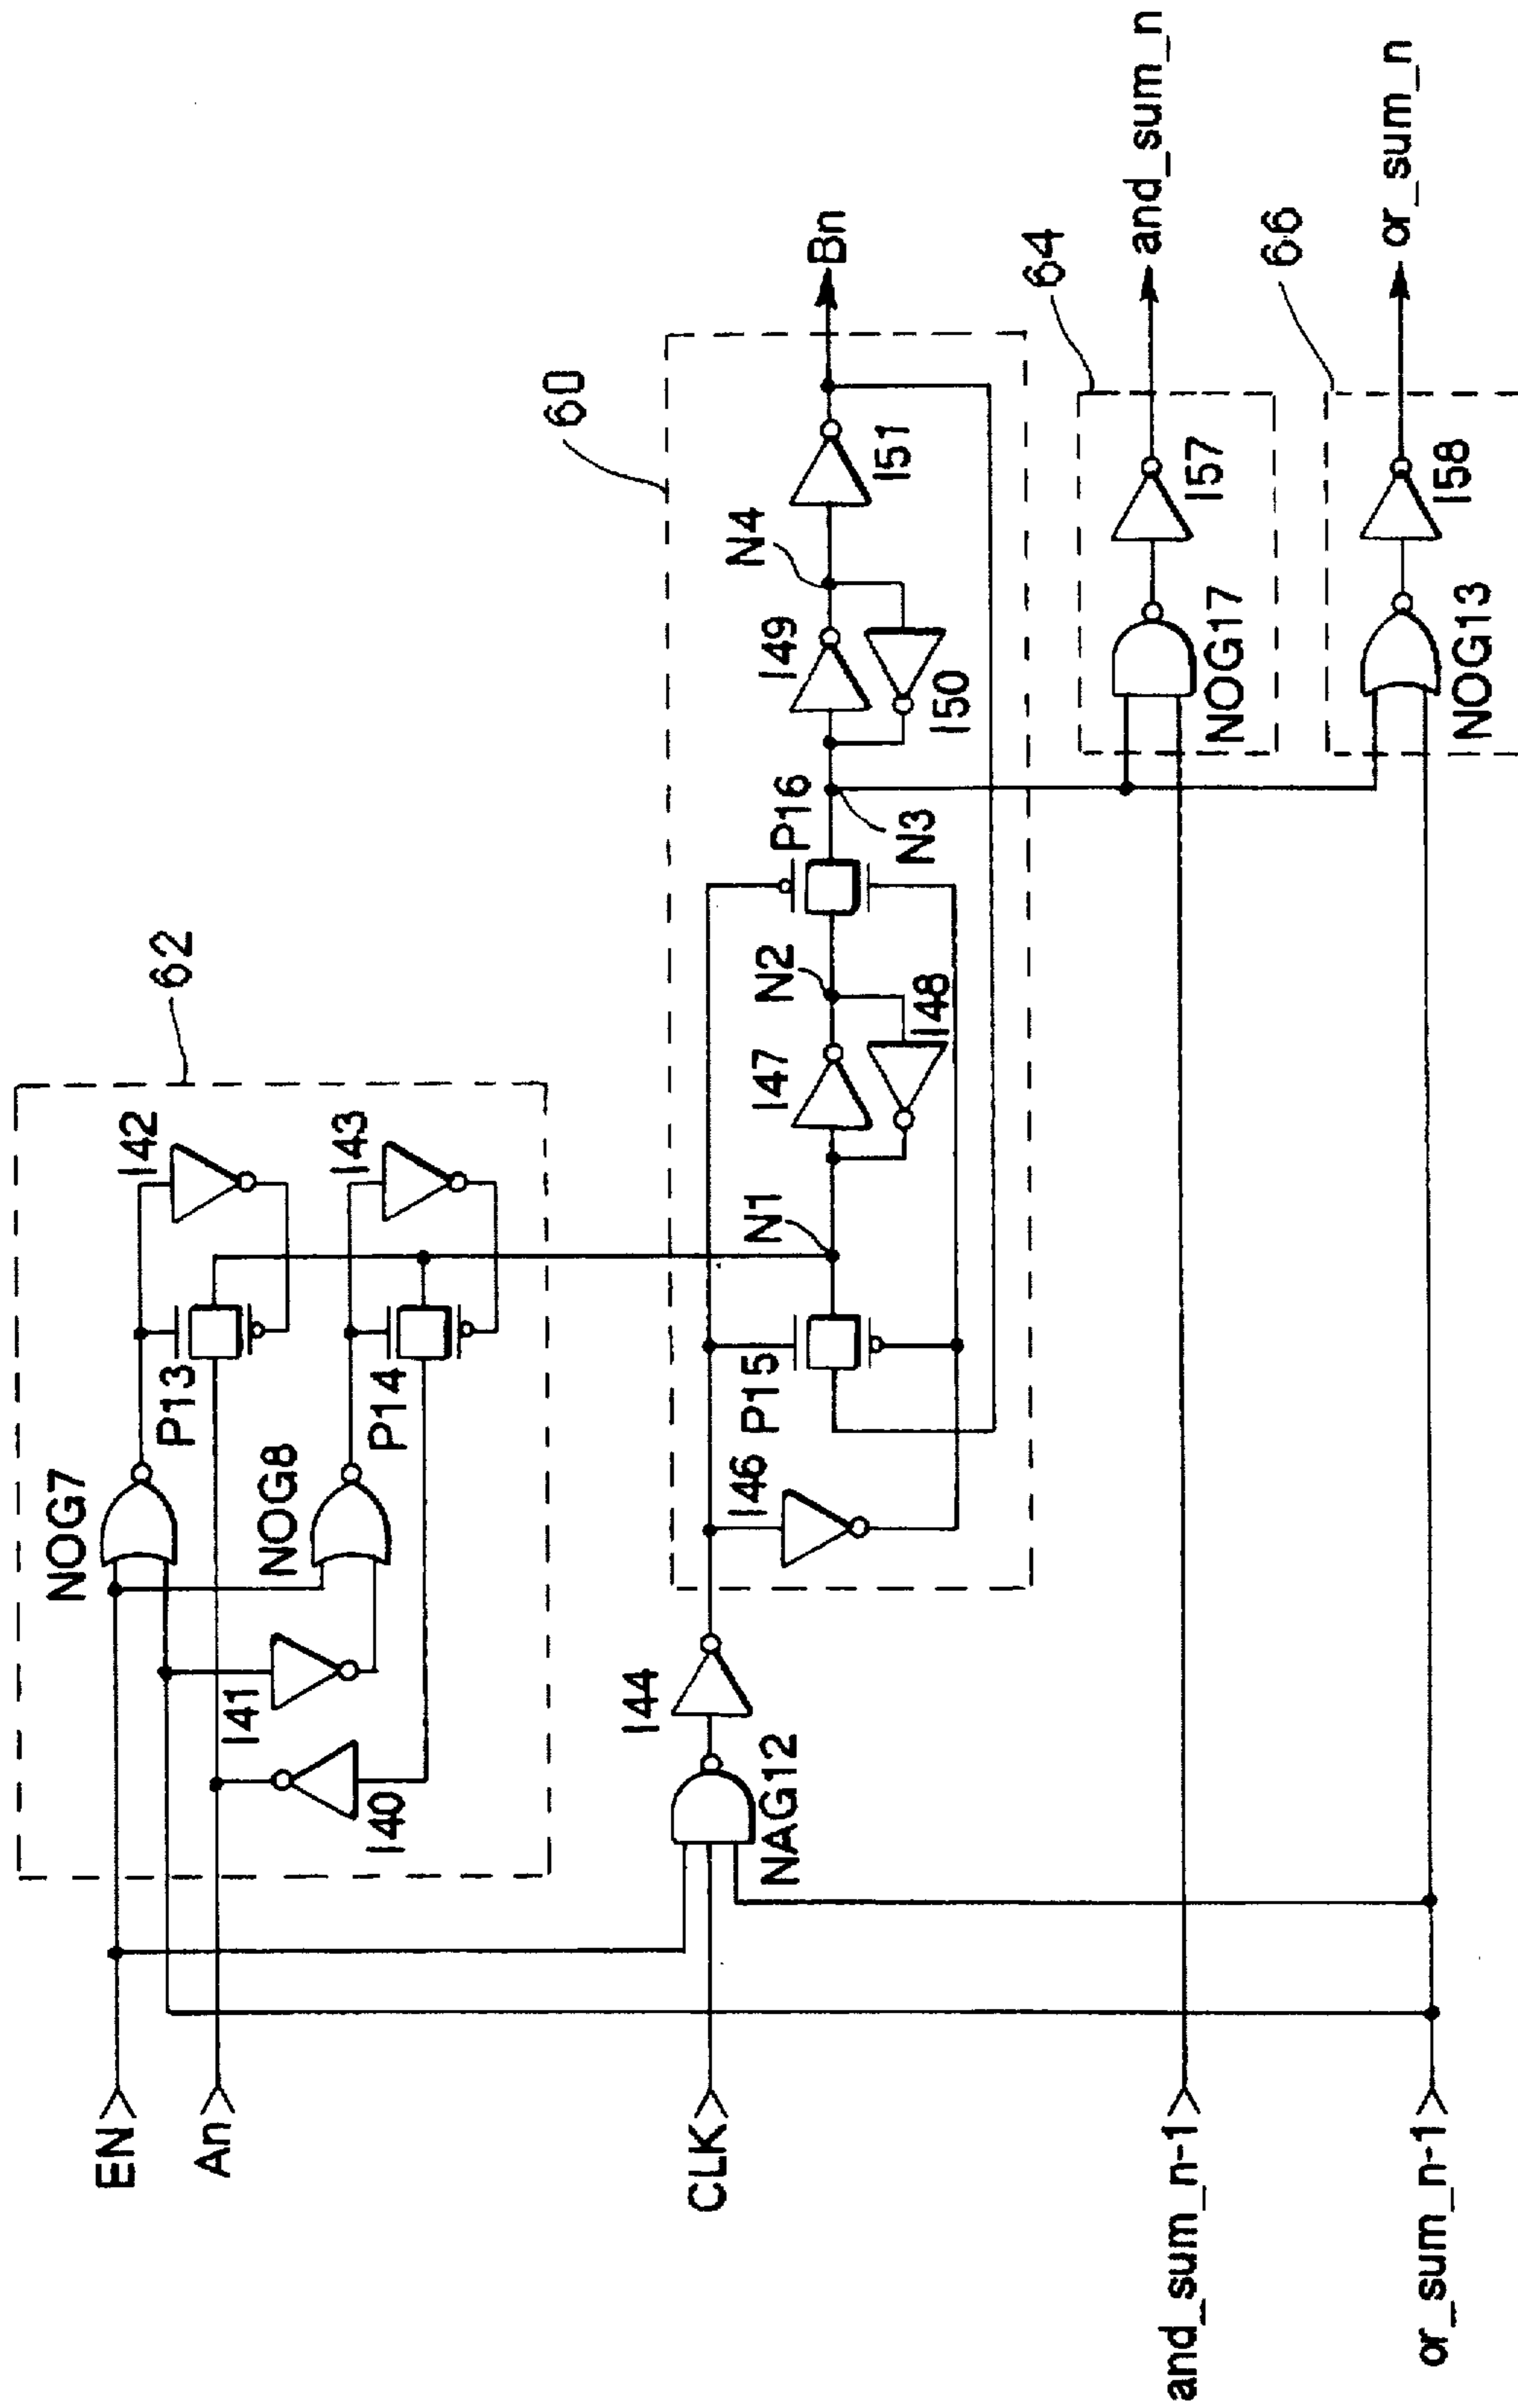 EN
An
CLK
and_sum_n-1
or_sum_n-1
62
NOG7
I42
P13
NOG8
I43
P14
I41
I40
60
I44
NAG12
I46
P15
N1
I47
N2
I48
P16
N3
I49
N4
I50
I51
Bn
64
NOG17
I57
and_sum_n
66
NOG13
I58
or_sum_n